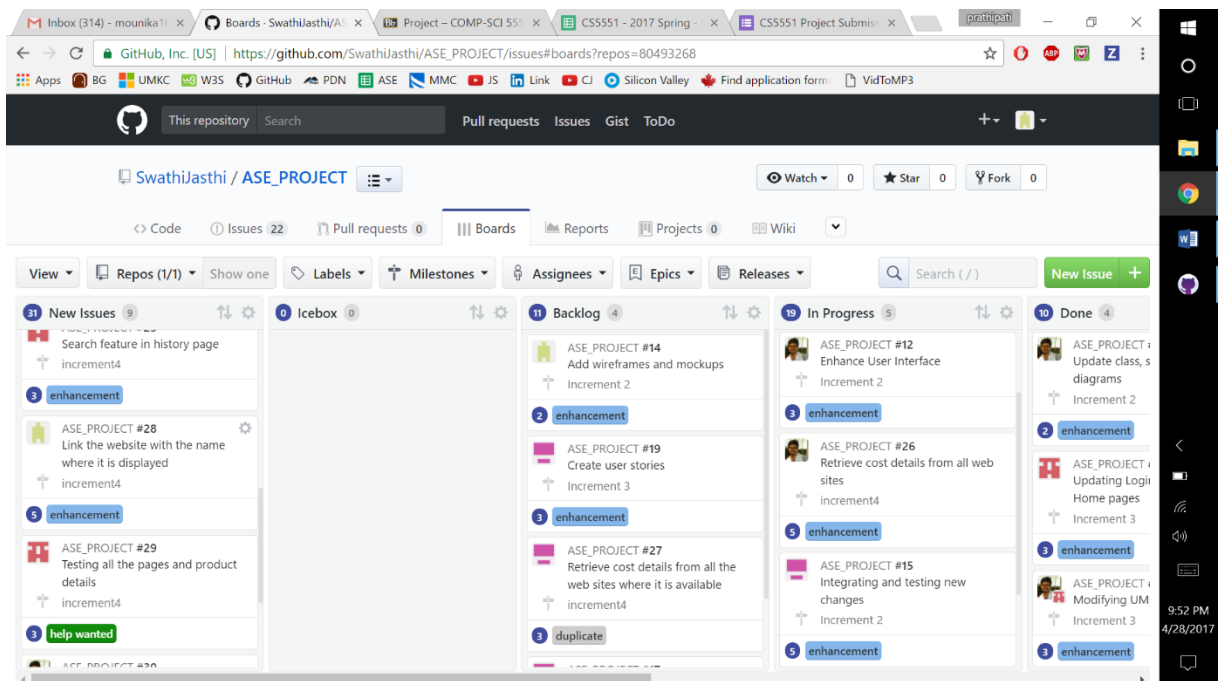 Inbox (314) - mounika1
Boards · SwathiJasthi/AS
Project – COMP-SCI 555
CS5551 - 2017 Spring -
CS5551 Project Submiss
prathipati
GitHub, Inc. [US] | https://github.com/SwathiJasthi/ASE_PROJECT/issues#boards?repos=80493268
Apps BG UMKC W3S GitHub PDN ASE MMC JS Link CJ Silicon Valley Find application form VidToMP3
This repository Search Pull requests Issues Gist ToDo
SwathiJasthi / ASE_PROJECT
Watch 0 Star 0 Fork 0
Code Issues 22 Pull requests 0 Boards Reports Projects 0 Wiki
View Repos (1/1) Show one Labels Milestones Assignees Epics Releases Search ( / ) New Issue +
31 New Issues 9
Search feature in history page
increment4
3 enhancement
ASE_PROJECT #28
Link the website with the name
where it is displayed
increment4
5 enhancement
ASE_PROJECT #29
Testing all the pages and product
details
increment4
3 help wanted
ASE_PROJECT #30
0 Icebox 0
11 Backlog 4
ASE_PROJECT #14
Add wireframes and mockups
Increment 2
2 enhancement
ASE_PROJECT #19
Create user stories
Increment 3
3 enhancement
ASE_PROJECT #27
Retrieve cost details from all the
web sites where it is available
increment4
3 duplicate
19 In Progress 5
ASE_PROJECT #12
Enhance User Interface
Increment 2
3 enhancement
ASE_PROJECT #26
Retrieve cost details from all web
sites
increment4
5 enhancement
ASE_PROJECT #15
Integrating and testing new
changes
Increment 2
5 enhancement
10 Done 4
ASE_PROJECT
Update class, s
diagrams
Increment 2
2 enhancement
ASE_PROJECT
Updating Logi
Home pages
Increment 3
3 enhancement
ASE_PROJECT
Modifying UM
Increment 3
3 enhancement
9:52 PM
4/28/2017